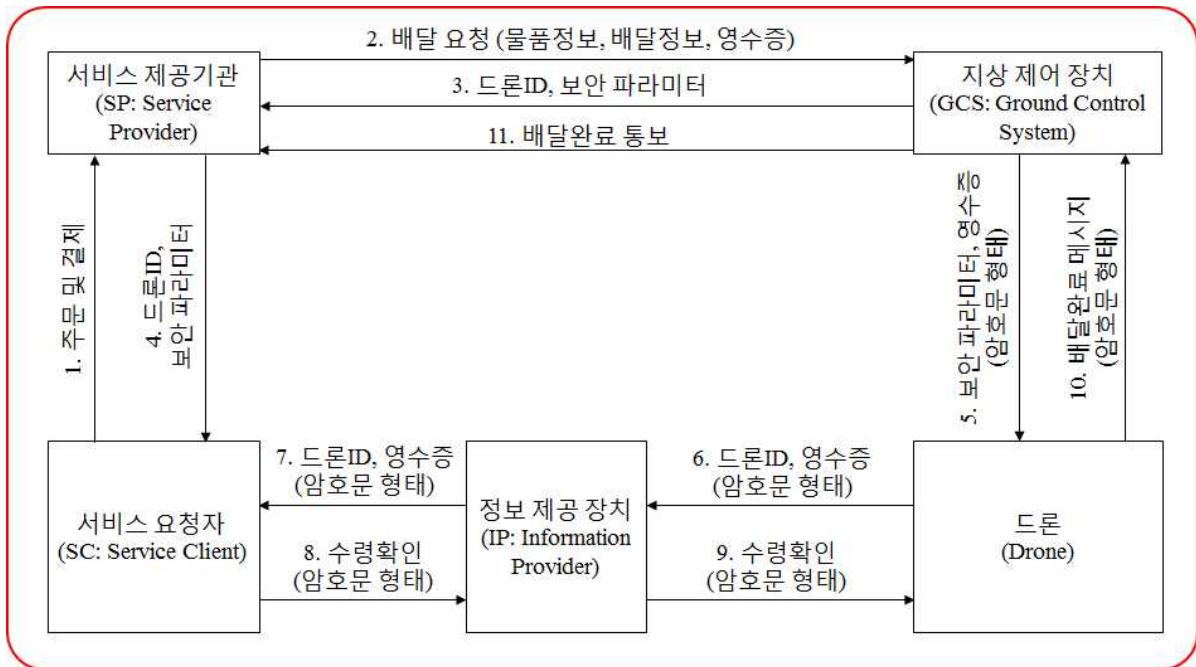 2. 배달 요청 (물품정보, 배달정보, 영수증)
서비스 제공기관
(SP: Service
Provider)
3. 드론ID, 보안 파라미터
11. 배달완료 통보
지상 제어 장치
(GCS: Ground Control
System)
1. 주문 및 결제
4. 드론ID,
보안 파라미터
5. 보안 파라미터, 영수증
(암호문 형태)
10. 배달완료 메시지
(암호문 형태)
서비스 요청자
(SC: Service Client)
7. 드론ID, 영수증
(암호문 형태)
8. 수령확인
(암호문 형태)
정보 제공 장치
(IP: Information
Provider)
6. 드론ID, 영수증
(암호문 형태)
9. 수령확인
(암호문 형태)
드론
(Drone)